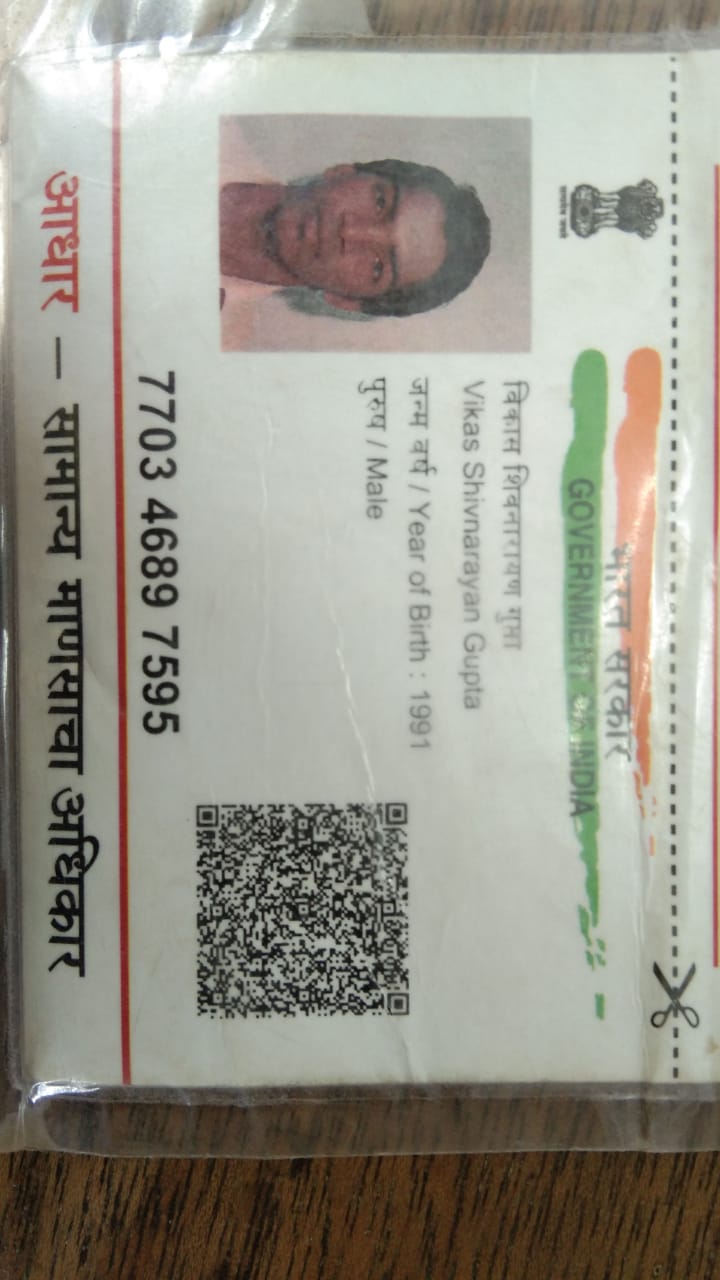 भारत सरकार
GOVERNMENT OF INDIA
विकास शिवनारायण गुप्ता
Vikas Shivnarayan Gupta
जन्म वर्ष / Year of Birth : 1991
पुरुष / Male
7703 4689 7595
आधार – सामान्य माणसाचा अधिकार